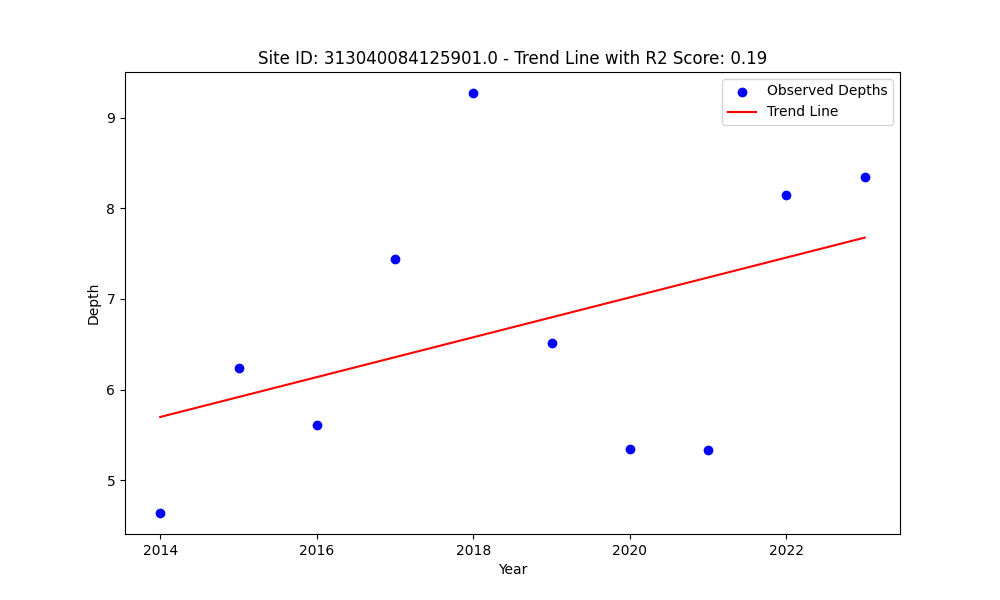 Site ID: 313040084125901.0 - Trend Line with R2 Score: 0.19
Observed Depths
Trend Line
9
8
7
6
5
Depth
2014
2016
2018
2020
2022
Year